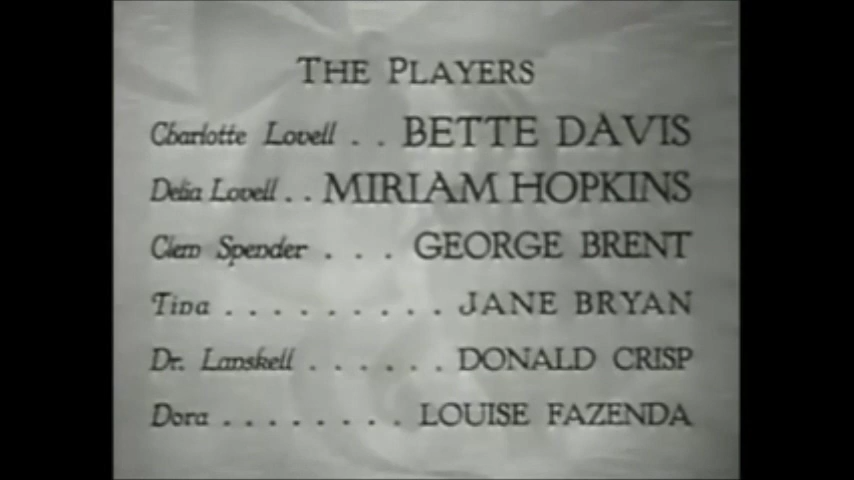 THE PLAYERS
Charlotte Lovell . . BETTE DAVIS
Delia Lovell . . MIRIAM HOPKINS
Clem Spender . . . GEORGE BRENT
Tina . . . . . . . . . . JANE BRYAN
Dr. Lanskell . . . . . . DONALD CRISP
Dora . . . . . . . . LOUISE FAZENDA